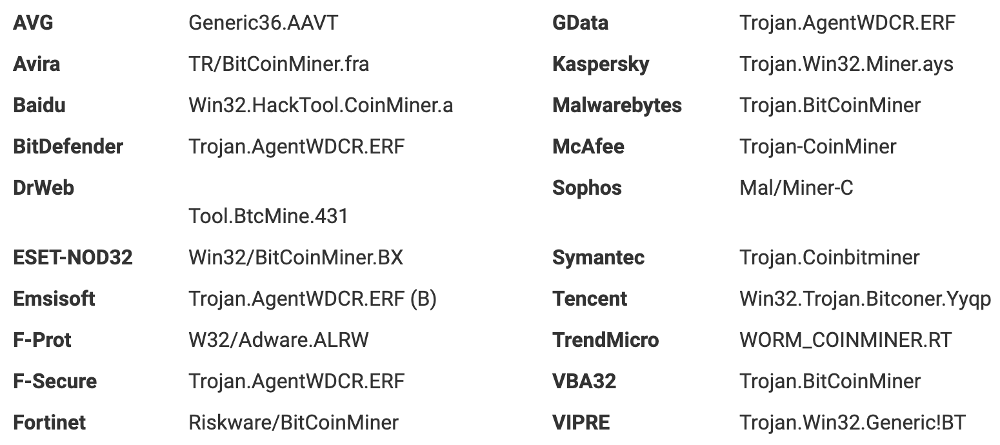 AVG Generic36.AAVT GData Trojan.AgentWDCR.ERF
Avira TR/BitCoinMiner.fra Kaspersky Trojan.Win32.Miner.ays
Baidu Win32.HackTool.CoinMiner.a Malwarebytes Trojan.BitCoinMiner
BitDefender Trojan.AgentWDCR.ERF McAfee Trojan-CoinMiner
DrWeb Sophos Mal/Miner-C
Tool.BtcMine.431
ESET-NOD32 Win32/BitCoinMiner.BX Symantec Trojan.Coinbitminer
Emsisoft Trojan.AgentWDCR.ERF (B) Tencent Win32.Trojan.Bitconer.Yyqp
F-Prot W32/Adware.ALRW TrendMicro WORM_COINMINER.RT
F-Secure Trojan.AgentWDCR.ERF VBA32 Trojan.BitCoinMiner
Fortinet Riskware/BitCoinMiner VIPRE Trojan.Win32.Generic!BT